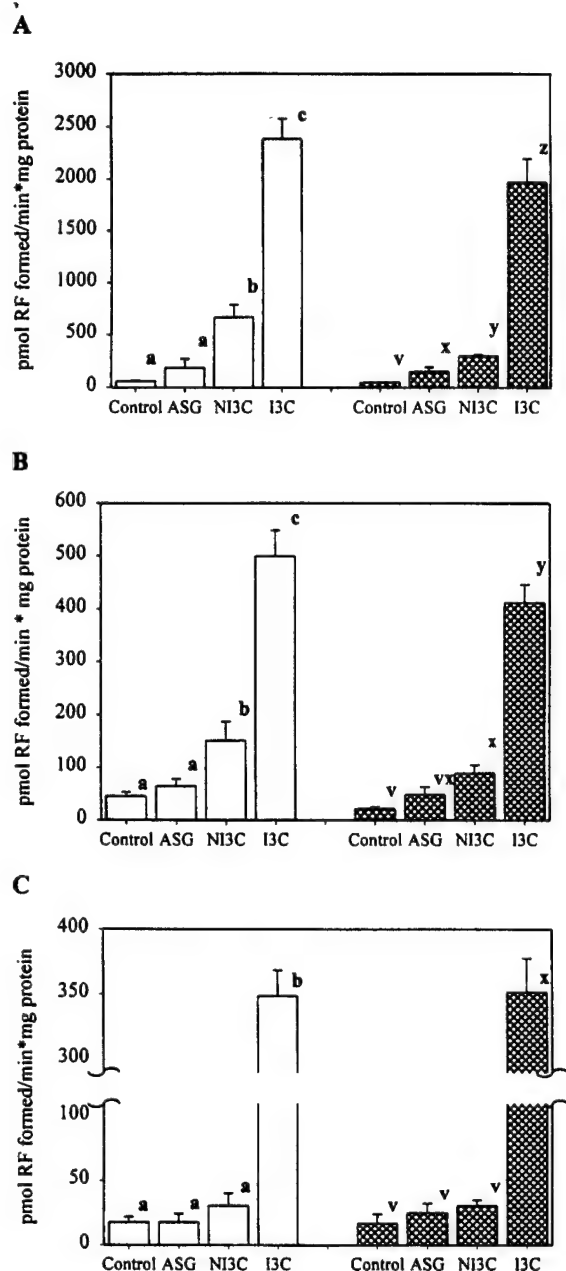 A
pmol RF formed/min*mg protein
3000
2500
2000
1500
1000
500
0
a
a
b
c
v
x
y
z
Control ASG NI3C I3C Control ASG NI3C I3C
B
pmol RF formed/min * mg protein
600
500
400
300
200
100
0
a
a
b
c
v
vx
x
y
Control ASG NI3C I3C Control ASG NI3C I3C
C
pmol RF formed/min*mg protein
400
350
300
100
50
0
a
a
a
b
v
v
v
x
Control ASG NI3C I3C Control ASG NI3C I3C